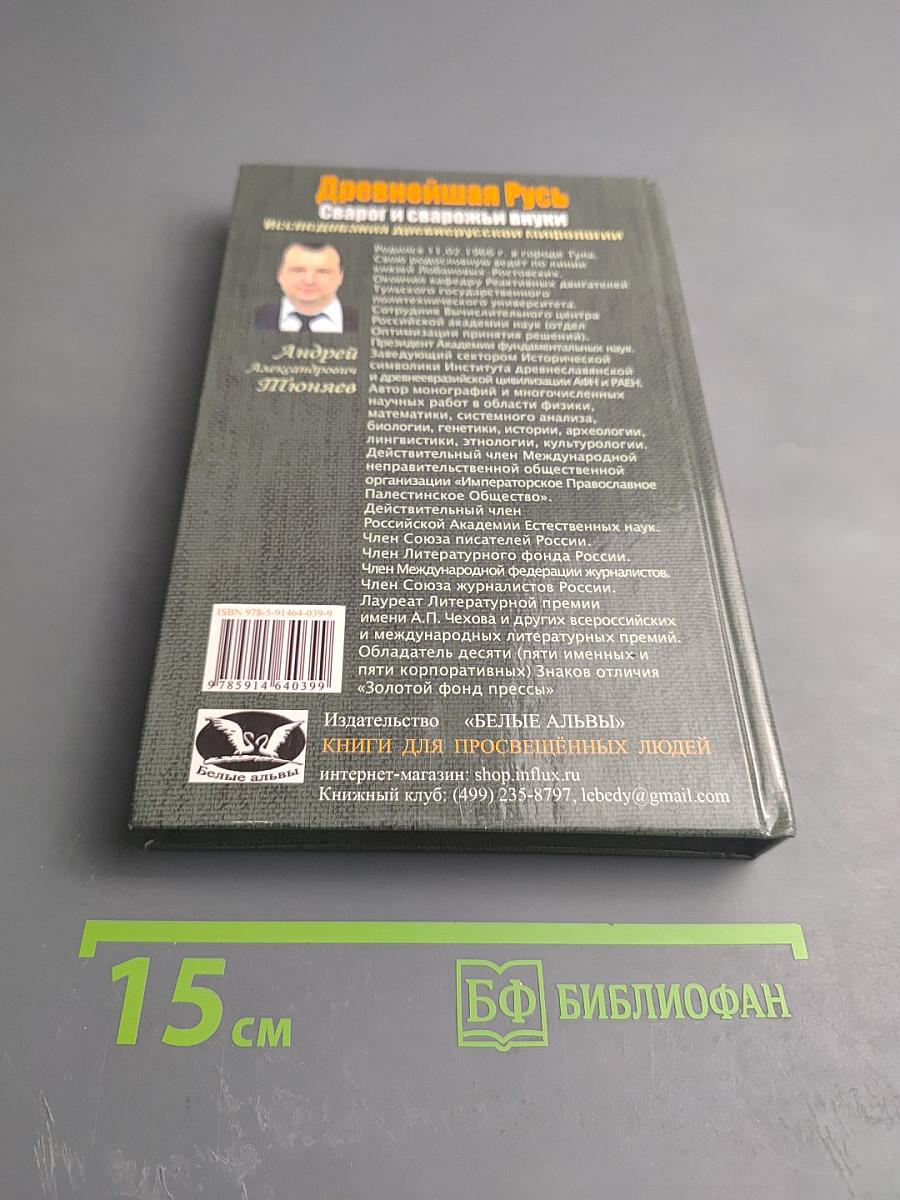 Древнейшая Русь
Сварог и сварожьи внуки
Исследования древнерусской мифологии
Родился 11.02.1966 г. в городе Тула.
Свою родословную ведёт по линии
князей Лобановых-Ростовских.
Окончил кафедру Реактивных двигателей
Тульского государственного
политехнического университета.
Сотрудник Вычислительного центра
Российской академии наук (отдел
Оптимизации принятия решений).
Президент Академии фундаментальных наук.
Заведующий сектором Исторической
символики Института древнеславянской
и древнеевразийской цивилизации АФН и РАЕН.
Автор монографий и многочисленных
научных работ в области физики,
математики, системного анализа,
биологии, генетики, истории, археологии,
лингвистики, этнологии, культурологии.
Действительный член Международной
неправительственной общественной
организации «Императорское Православное
Палестинское Общество».
Действительный член
Российской Академии Естественных наук.
Член Союза писателей России.
Член Литературного фонда России.
Член Международной федерации журналистов.
Член Союза журналистов России.
Лауреат Литературной премии
имени А.П. Чехова и других всероссийских
и международных литературных премий.
Обладатель десяти (пяти именных и
пяти корпоративных) Знаков отличия
«Золотой фонд прессы»
Андрей
Александрович
Тюняев
ISBN 978-5-91464-039-9
9 785914 640399
Белые альвы
Издательство «БЕЛЫЕ АЛЬВЫ»
КНИГИ ДЛЯ ПРОСВЕЩЁННЫХ ЛЮДЕЙ
интернет-магазин: shop.influx.ru
Книжный клуб: (499) 235-8797, lebedy@gmail.com
15 см
БФ БИБЛИОФАН